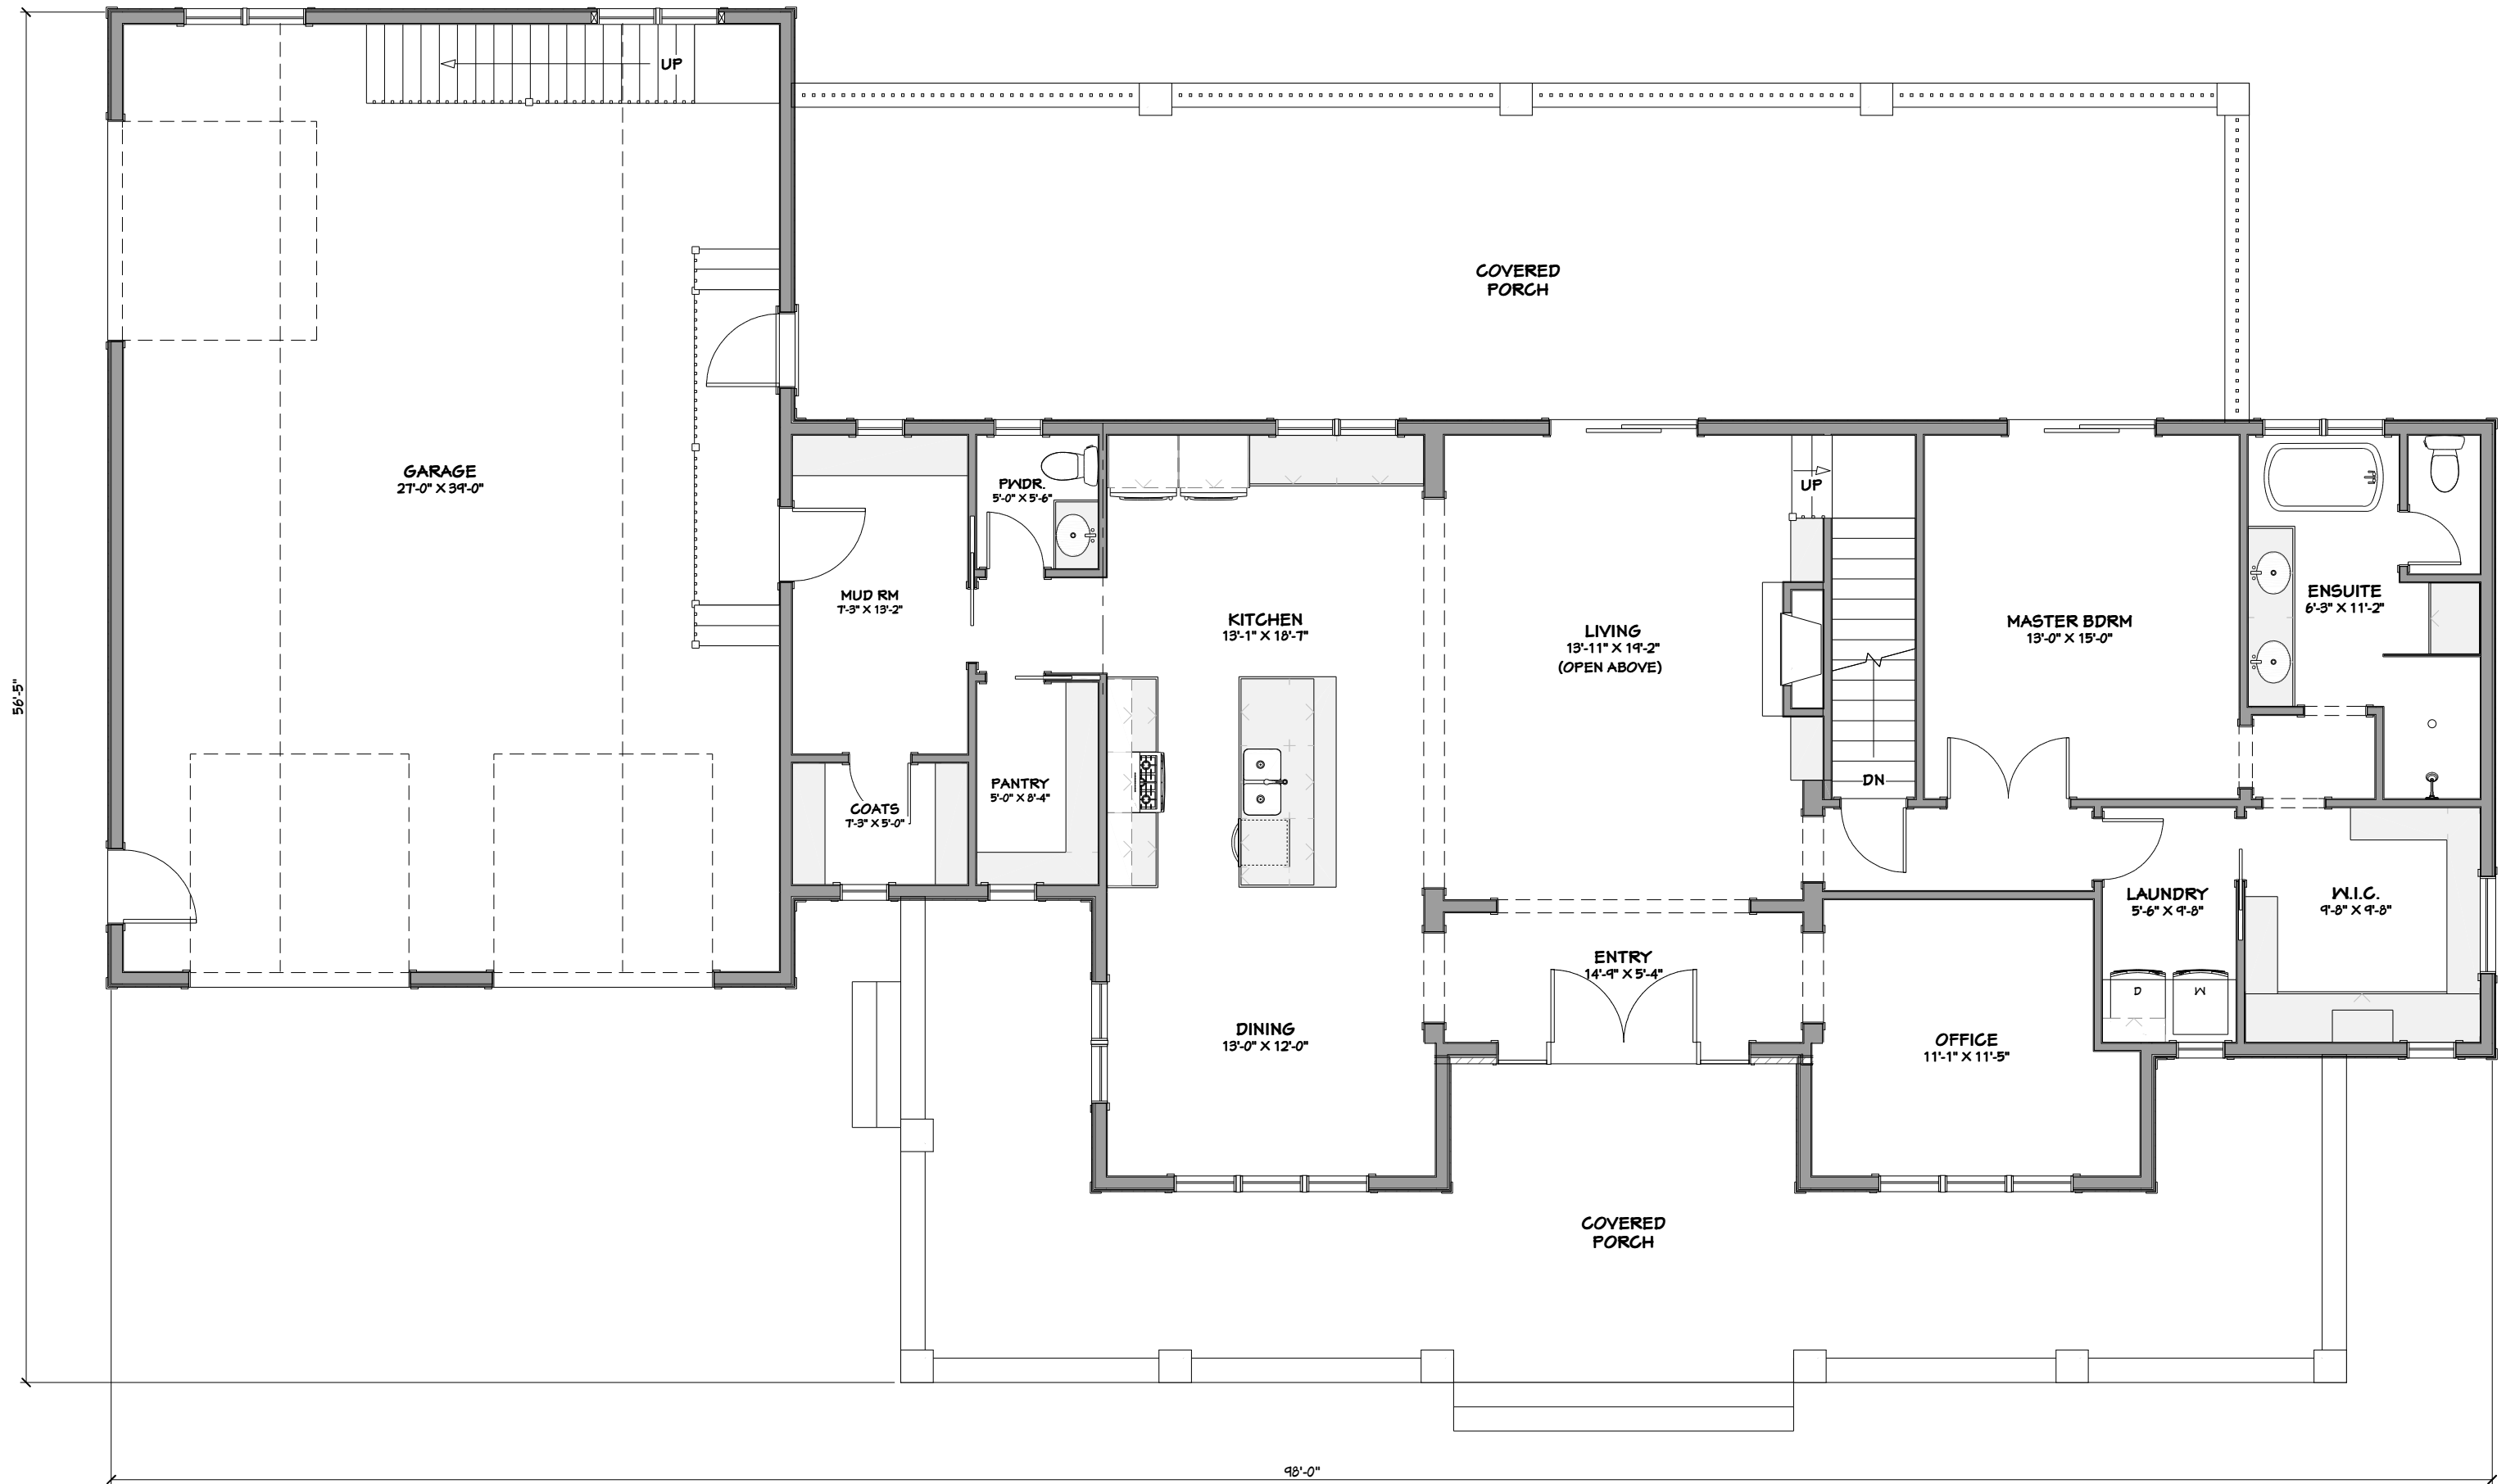 UP
COVERED
PORCH
GARAGE
27'-0" X 39'-0"
PWDR.
5'-0" X 5'-6"
UP
MUD RM
7'-3" X 13'-2"
KITCHEN
13'-1" X 18'-7"
LIVING
13'-11" X 19'-2"
(OPEN ABOVE)
MASTER BDRM
13'-0" X 15'-0"
ENSUITE
6'-3" X 11'-2"
56'-5"
PANTRY
5'-0" X 8'-4"
COATS
7'-3" X 5'-0"
DN
LAUNDRY
5'-6" X 9'-8"
W.I.C.
9'-8" X 9'-8"
ENTRY
14'-9" X 5'-4"
D
W
DINING
13'-0" X 12'-0"
OFFICE
11'-1" X 11'-5"
COVERED
PORCH
98'-0"